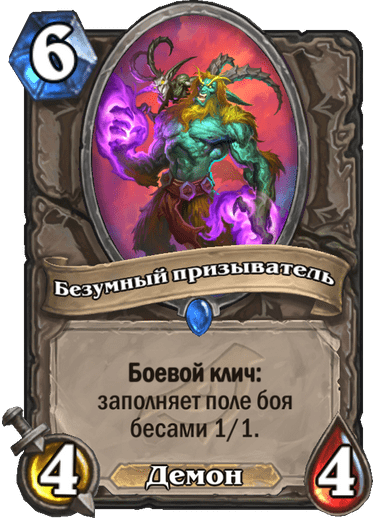 6
Безумный призыватель
Боевой клич:
заполняет поле боя
бесами 1/1.
4
Демон
4